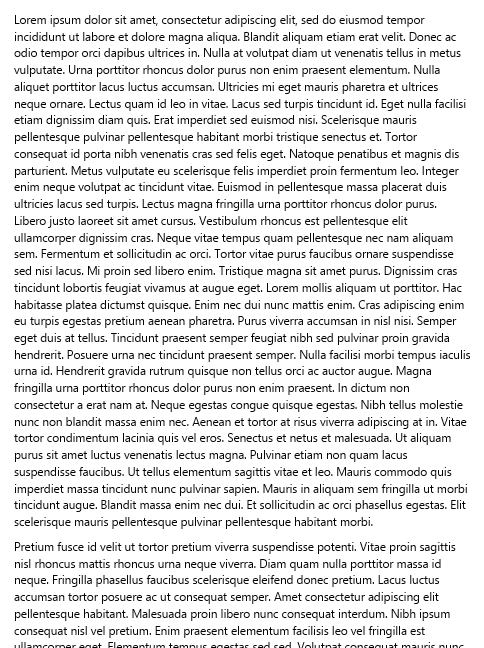 Lorem ipsum dolor sit amet, consectetur adipiscing elit, sed do eiusmod tempor
incididunt ut labore et dolore magna aliqua. Blandit aliquam etiam erat velit. Donec ac
odio tempor orci dapibus ultrices in. Nulla at volutpat diam ut venenatis tellus in metus
vulputate. Urna porttitor rhoncus dolor purus non enim praesent elementum. Nulla
aliquet porttitor lacus luctus accumsan. Ultricies mi eget mauris pharetra et ultrices
neque ornare. Lectus quam id leo in vitae. Lacus sed turpis tincidunt id. Eget nulla facilisi
etiam dignissim diam quis. Erat imperdiet sed euismod nisi. Scelerisque mauris
pellentesque pulvinar pellentesque habitant morbi tristique senectus et. Tortor
consequat id porta nibh venenatis cras sed felis eget. Natoque penatibus et magnis dis
parturient. Metus vulputate eu scelerisque felis imperdiet proin fermentum leo. Integer
enim neque volutpat ac tincidunt vitae. Euismod in pellentesque massa placerat duis
ultricies lacus sed turpis. Lectus magna fringilla urna porttitor rhoncus dolor purus.
Libero justo laoreet sit amet cursus. Vestibulum rhoncus est pellentesque elit
ullamcorper dignissim cras. Neque vitae tempus quam pellentesque nec nam aliquam
sem. Fermentum et sollicitudin ac orci. Tortor vitae purus faucibus ornare suspendisse
sed nisi lacus. Mi proin sed libero enim. Tristique magna sit amet purus. Dignissim cras
tincidunt lobortis feugiat vivamus at augue eget. Lorem mollis aliquam ut porttitor. Hac
habitasse platea dictumst quisque. Enim nec dui nunc mattis enim. Cras adipiscing enim
eu turpis egestas pretium aenean pharetra. Purus viverra accumsan in nisl nisi. Semper
eget duis at tellus. Tincidunt praesent semper feugiat nibh sed pulvinar proin gravida
hendrerit. Posuere urna nec tincidunt praesent semper. Nulla facilisi morbi tempus iaculis
urna id. Hendrerit gravida rutrum quisque non tellus orci ac auctor augue. Magna
fringilla urna porttitor rhoncus dolor purus non enim praesent. In dictum non
consectetur a erat nam at. Neque egestas congue quisque egestas. Nibh tellus molestie
nunc non blandit massa enim nec. Aenean et tortor at risus viverra adipiscing at in. Vitae
tortor condimentum lacinia quis vel eros. Senectus et netus et malesuada. Ut aliquam
purus sit amet luctus venenatis lectus magna. Pulvinar etiam non quam lacus
suspendisse faucibus. Ut tellus elementum sagittis vitae et leo. Mauris commodo quis
imperdiet massa tincidunt nunc pulvinar sapien. Mauris in aliquam sem fringilla ut morbi
tincidunt augue. Blandit massa enim nec dui. Et sollicitudin ac orci phasellus egestas. Elit
scelerisque mauris pellentesque pulvinar pellentesque habitant morbi.
Pretium fusce id velit ut tortor pretium viverra suspendisse potenti. Vitae proin sagittis
nisl rhoncus mattis rhoncus urna neque viverra. Diam quam nulla porttitor massa id
neque. Fringilla phasellus faucibus scelerisque eleifend donec pretium. Lacus luctus
accumsan tortor posuere ac ut consequat semper. Amet consectetur adipiscing elit
pellentesque habitant. Malesuada proin libero nunc consequat interdum. Nibh ipsum
consequat nisl vel pretium. Enim praesent elementum facilisis leo vel fringilla est
ullamcorper eget. Elementum tempus egestas sed sed. Volutpat consequat mauris nunc